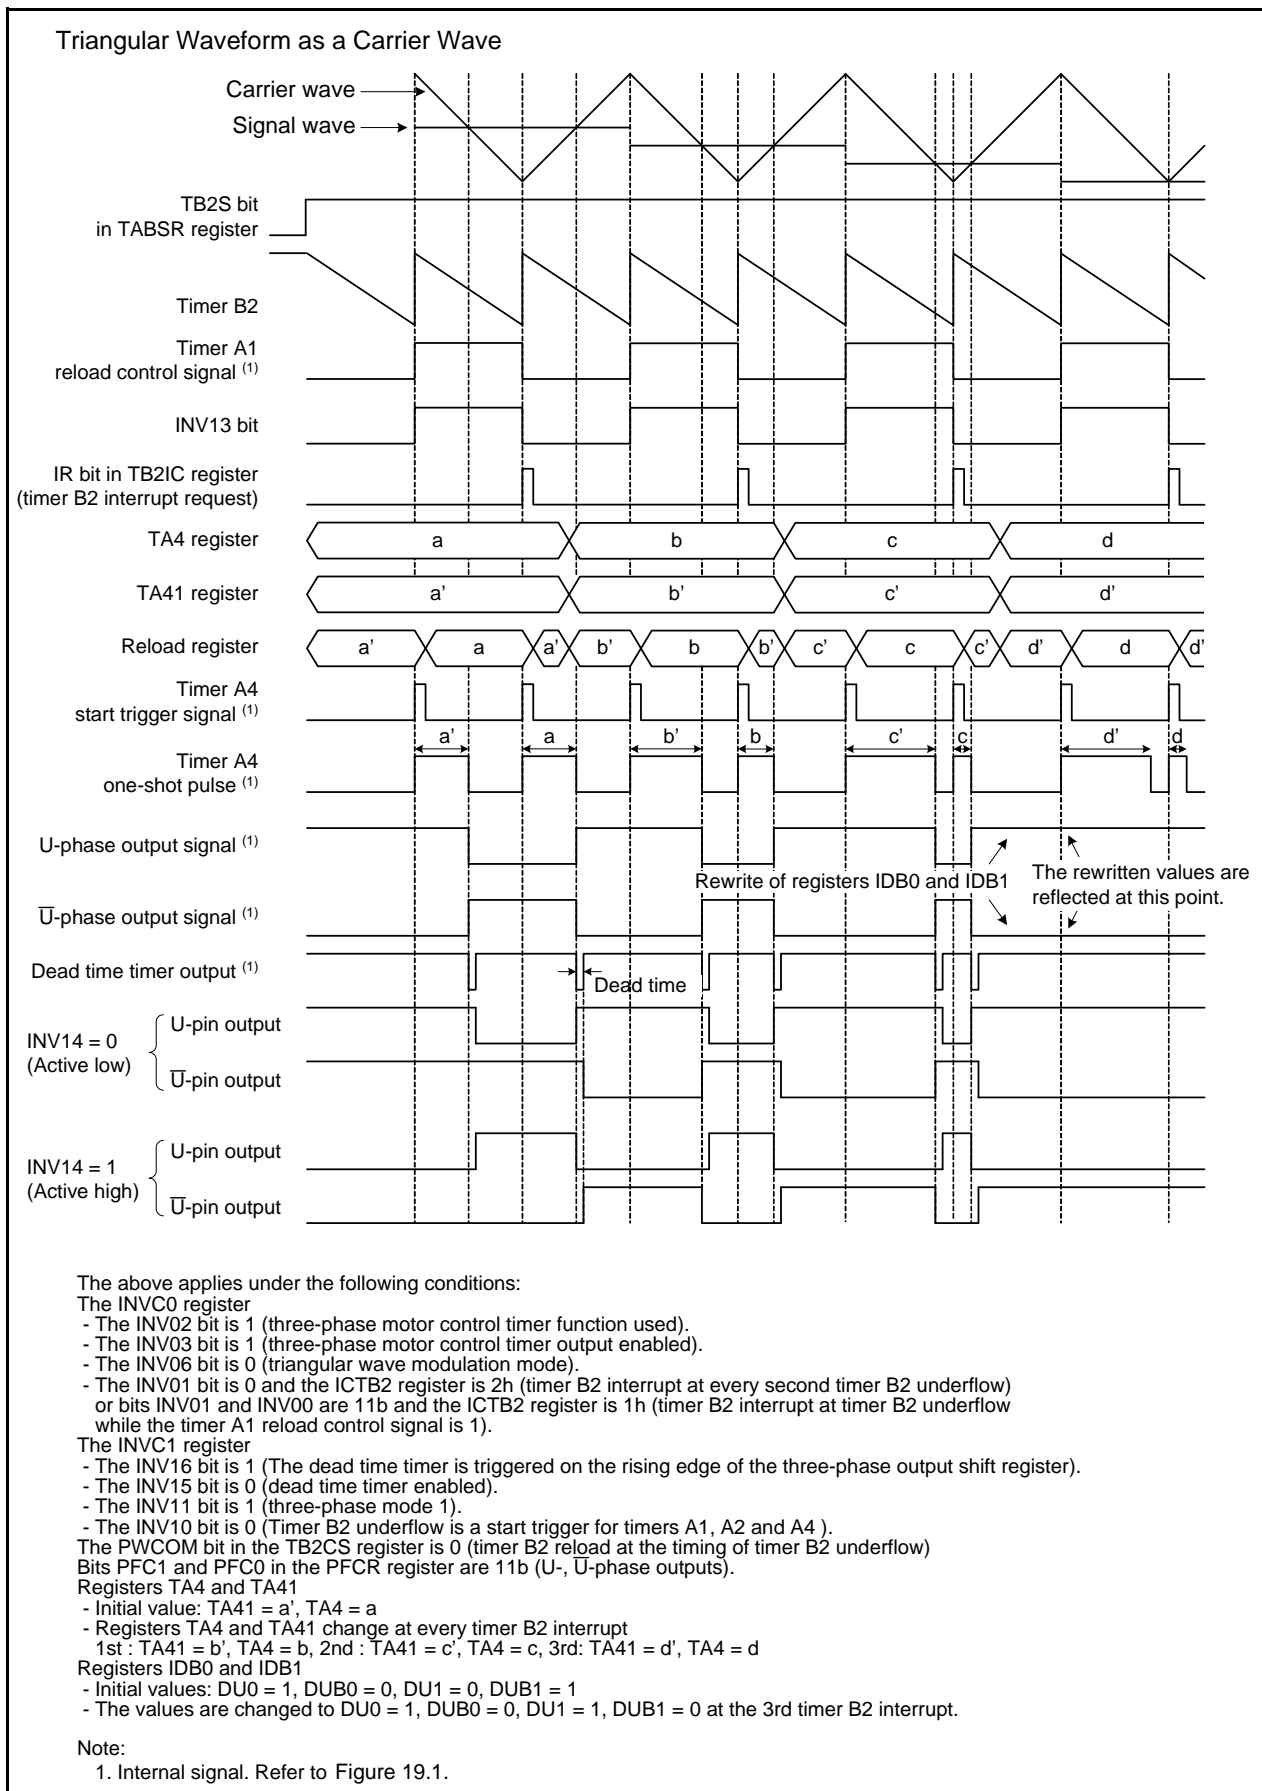 Triangular Waveform as a Carrier Wave
Carrier wave
Signal wave
TB2S bit
in TABSR register
Timer B2
Timer A1
reload control signal (1)
INV13 bit
IR bit in TB2IC register
(timer B2 interrupt request)
TA4 register
a b c d
TA41 register
a' b' c' d'
Reload register
a' a a' b' b b' c' c c' d' d d'
Timer A4
start trigger signal (1)
a' a b' b c' c d' d
Timer A4
one-shot pulse (1)
U-phase output signal (1)
Rewrite of registers IDB0 and IDB1
The rewritten values are
reflected at this point.
U̅-phase output signal (1)
Dead time timer output (1)
Dead time
INV14 = 0
(Active low)
U-pin output
U̅-pin output
INV14 = 1
(Active high)
U-pin output
U̅-pin output
The above applies under the following conditions:
The INVC0 register
- The INV02 bit is 1 (three-phase motor control timer function used).
- The INV03 bit is 1 (three-phase motor control timer output enabled).
- The INV06 bit is 0 (triangular wave modulation mode).
- The INV01 bit is 0 and the ICTB2 register is 2h (timer B2 interrupt at every second timer B2 underflow)
or bits INV01 and INV00 are 11b and the ICTB2 register is 1h (timer B2 interrupt at timer B2 underflow
while the timer A1 reload control signal is 1).
The INVC1 register
- The INV16 bit is 1 (The dead time timer is triggered on the rising edge of the three-phase output shift register).
- The INV15 bit is 0 (dead time timer enabled).
- The INV11 bit is 1 (three-phase mode 1).
- The INV10 bit is 0 (Timer B2 underflow is a start trigger for timers A1, A2 and A4 ).
The PWCOM bit in the TB2CS register is 0 (timer B2 reload at the timing of timer B2 underflow)
Bits PFC1 and PFC0 in the PFCR register are 11b (U-, U̅-phase outputs).
Registers TA4 and TA41
- Initial value: TA41 = a', TA4 = a
- Registers TA4 and TA41 change at every timer B2 interrupt
1st : TA41 = b', TA4 = b, 2nd : TA41 = c', TA4 = c, 3rd: TA41 = d', TA4 = d
Registers IDB0 and IDB1
- Initial values: DU0 = 1, DUB0 = 0, DU1 = 0, DUB1 = 1
- The values are changed to DU0 = 1, DUB0 = 0, DU1 = 1, DUB1 = 0 at the 3rd timer B2 interrupt.
Note:
1. Internal signal. Refer to Figure 19.1.